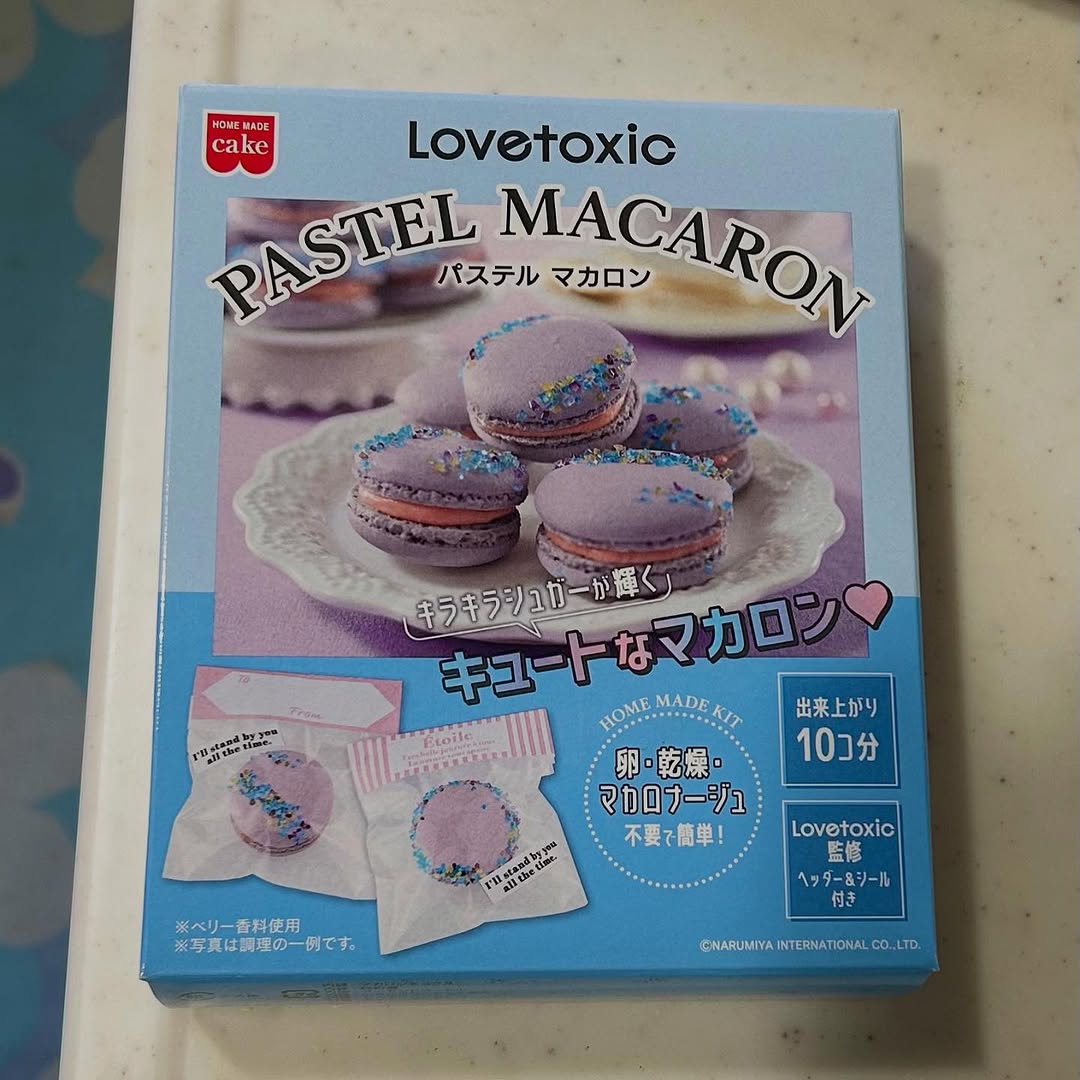 HOME MADE
cake
Lovetoxic
PASTEL MACARON
パステル マカロン
キラキラシュガーが輝く
キュートなマカロン
To
From
I'll stand by you
all the time.
Étoile
I'll stand by you
all the time.
HOME MADE KIT
卵・乾燥・
マカロナージュ
不要で簡単!
出来上がり
10コ分
Lovetoxic
監修
ヘッダー&シール
付き
※ベリー香料使用
※写真は調理の一例です。
©NARUMIYA INTERNATIONAL CO.,LTD.